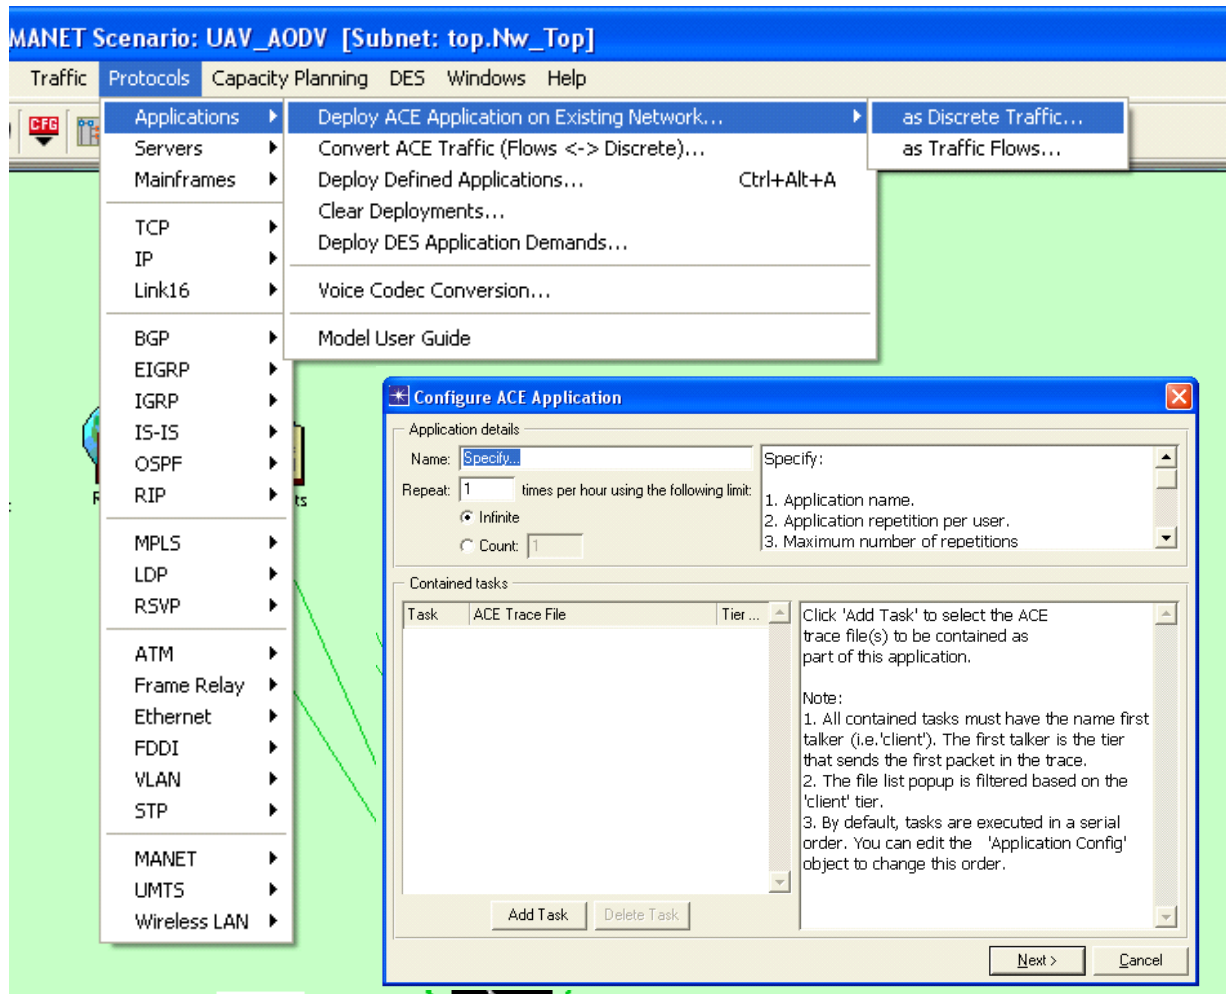 MANET Scenario: UAV_AODV [Subnet: top.Nw_Top]
Traffic Protocols Capacity Planning DES Windows Help
CFG
Applications
Servers
Mainframes
TCP
IP
Link16
BGP
EIGRP
IGRP
IS-IS
OSPF
RIP
MPLS
LDP
RSVP
ATM
Frame Relay
Ethernet
FDDI
VLAN
STP
MANET
UMTS
Wireless LAN
Deploy ACE Application on Existing Network...
Convert ACE Traffic (Flows <-> Discrete)...
Deploy Defined Applications... Ctrl+Alt+A
Clear Deployments...
Deploy DES Application Demands...
Voice Codec Conversion...
Model User Guide
as Discrete Traffic...
as Traffic Flows...
R
ts
Configure ACE Application
Application details
Name: Specify...
Repeat: 1 times per hour using the following limit:
Infinite
Count: 1
Specify:
1. Application name.
2. Application repetition per user.
3. Maximum number of repetitions
Contained tasks
Task ACE Trace File Tier ...
Click 'Add Task' to select the ACE
trace file(s) to be contained as
part of this application.
Note:
1. All contained tasks must have the name first
talker (i.e.'client'). The first talker is the tier
that sends the first packet in the trace.
2. The file list popup is filtered based on the
'client' tier.
3. By default, tasks are executed in a serial
order. You can edit the 'Application Config'
object to change this order.
Add Task Delete Task
Next > Cancel